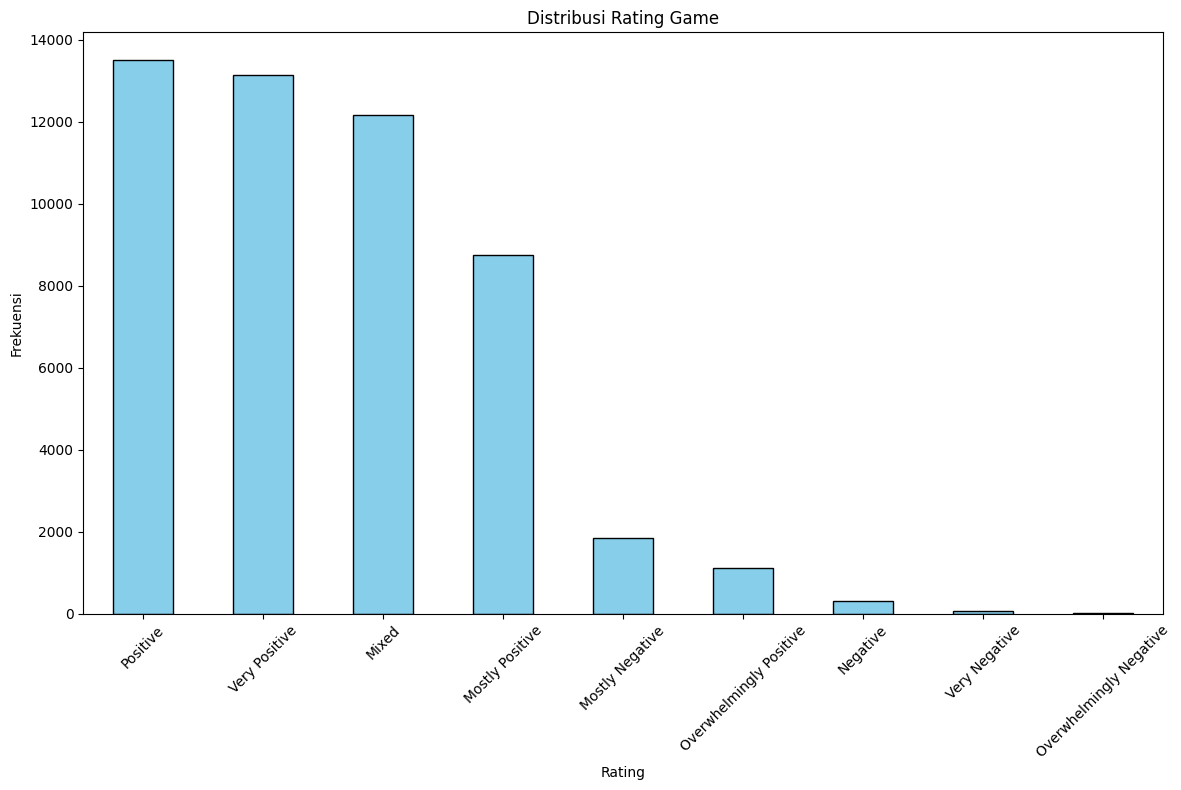 Distribusi Rating Game
14000
12000
10000
8000
6000
4000
2000
0
Frekuensi
Positive
Very Positive
Mixed
Mostly Positive
Mostly Negative
Overwhelmingly Positive
Negative
Very Negative
Overwhelmingly Negative
Rating